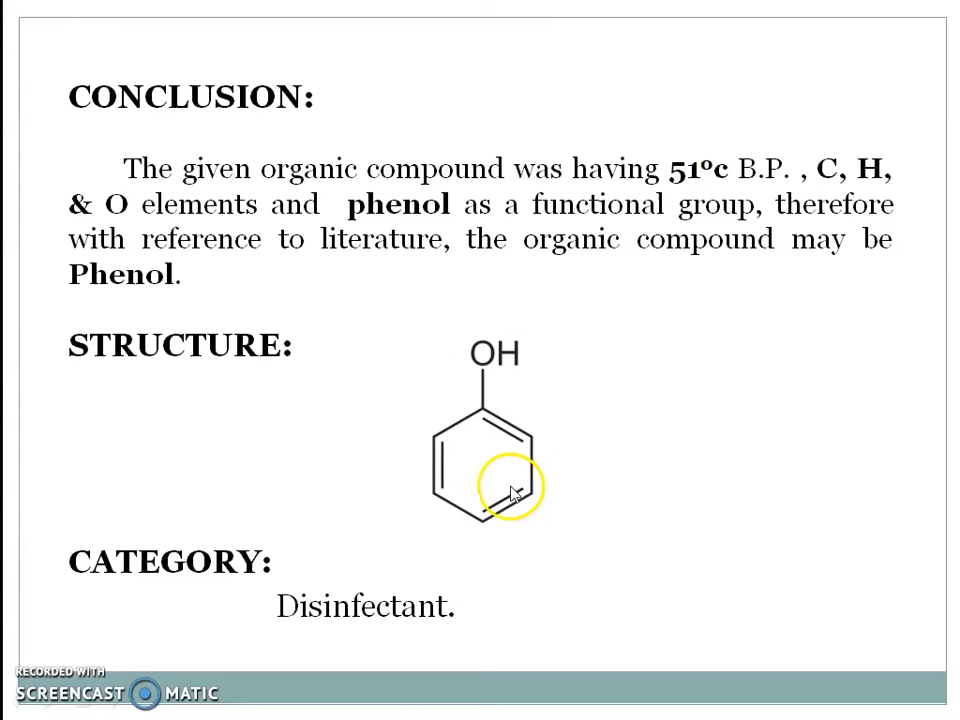 CONCLUSION:
The given organic compound was having 51ºc B.P. , C, H,
& O elements and phenol as a functional group, therefore
with reference to literature, the organic compound may be
Phenol.
STRUCTURE:
OH
CATEGORY:
Disinfectant.
RECORDED WITH
SCREENCAST MATIC